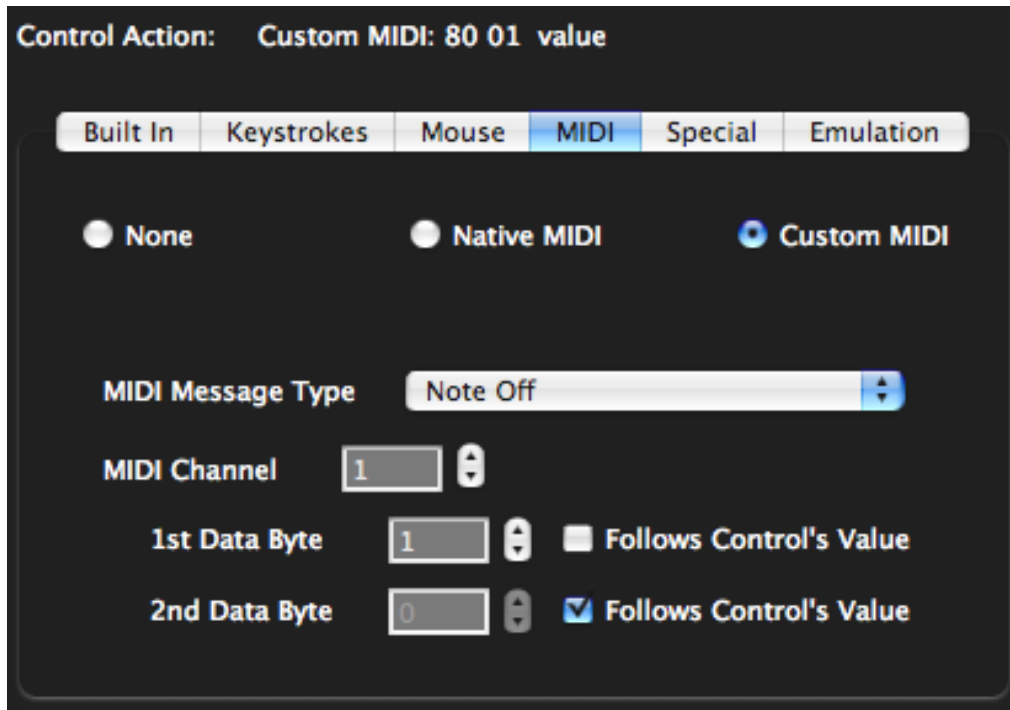 Control Action: Custom MIDI: 80 01 value
Built In Keystrokes Mouse MIDI Special Emulation
None Native MIDI Custom MIDI
MIDI Message Type Note Off
MIDI Channel 1
1st Data Byte 1 Follows Control's Value
2nd Data Byte 0 Follows Control's Value